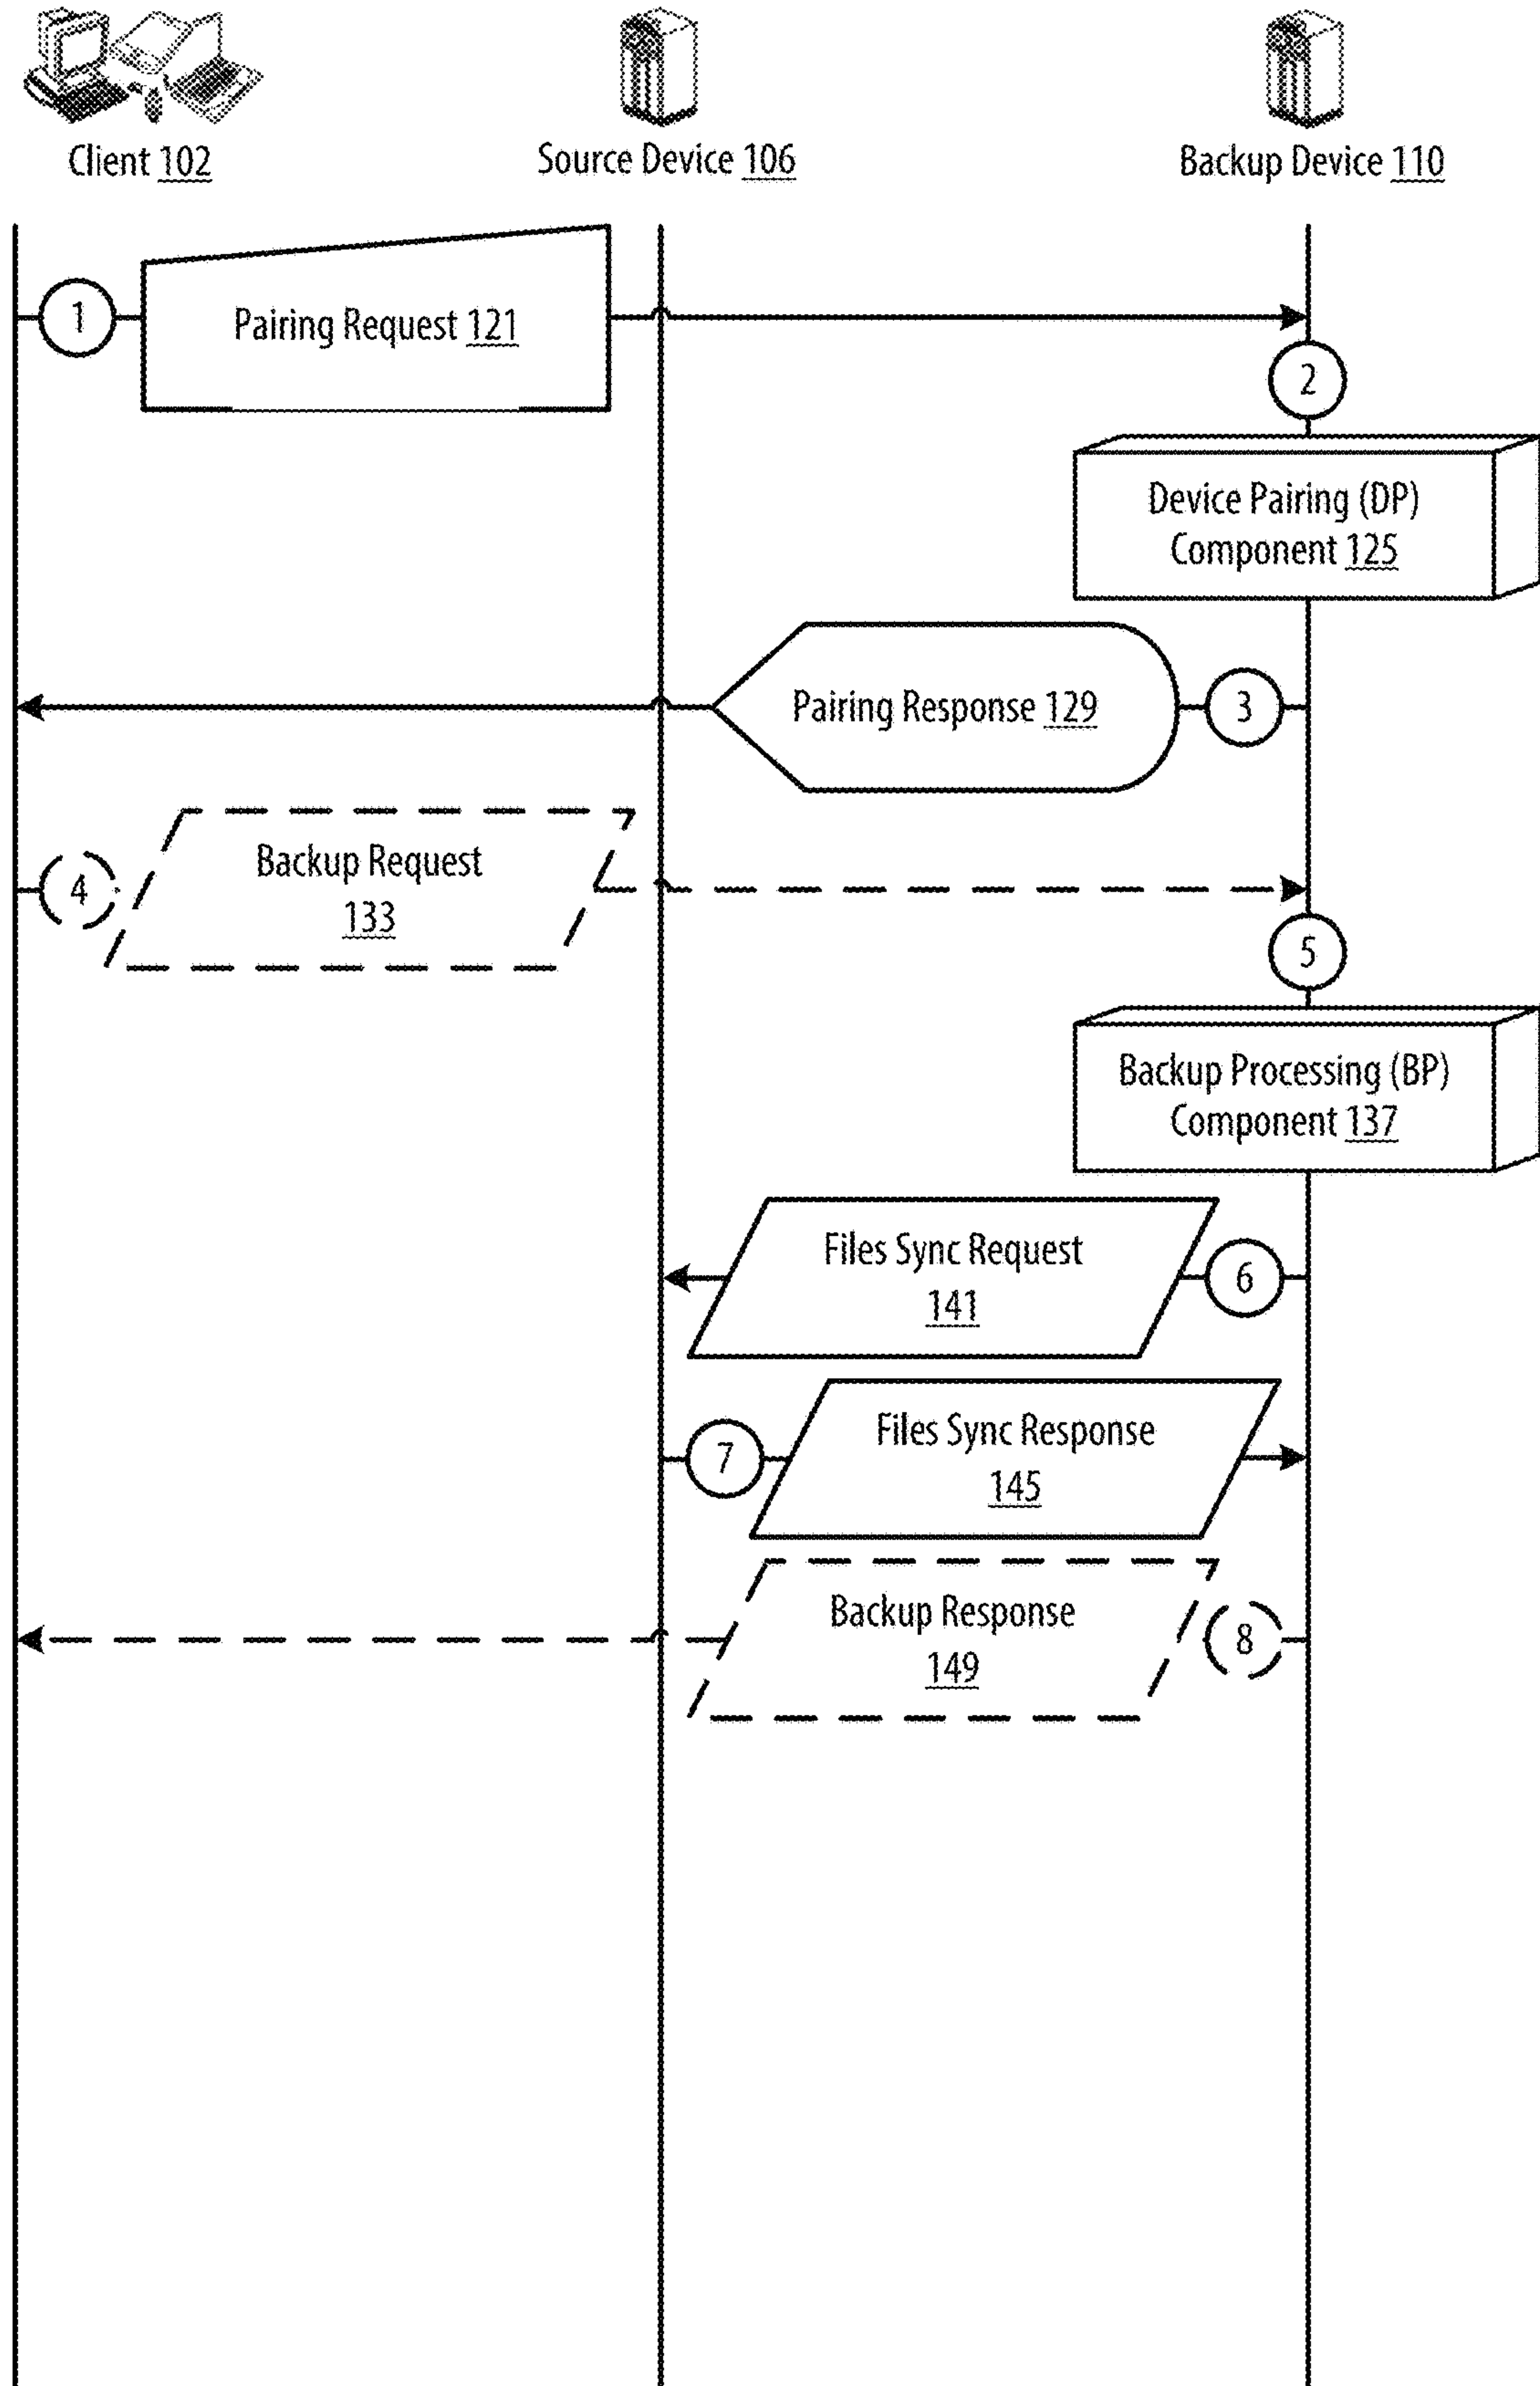 Client 102
Source Device 106
Backup Device 110
1
Pairing Request 121
2
Device Pairing (DP)
Component 125
Pairing Response 129
3
4
Backup Request
133
5
Backup Processing (BP)
Component 137
Files Sync Request
141
6
7
Files Sync Response
145
Backup Response
149
8